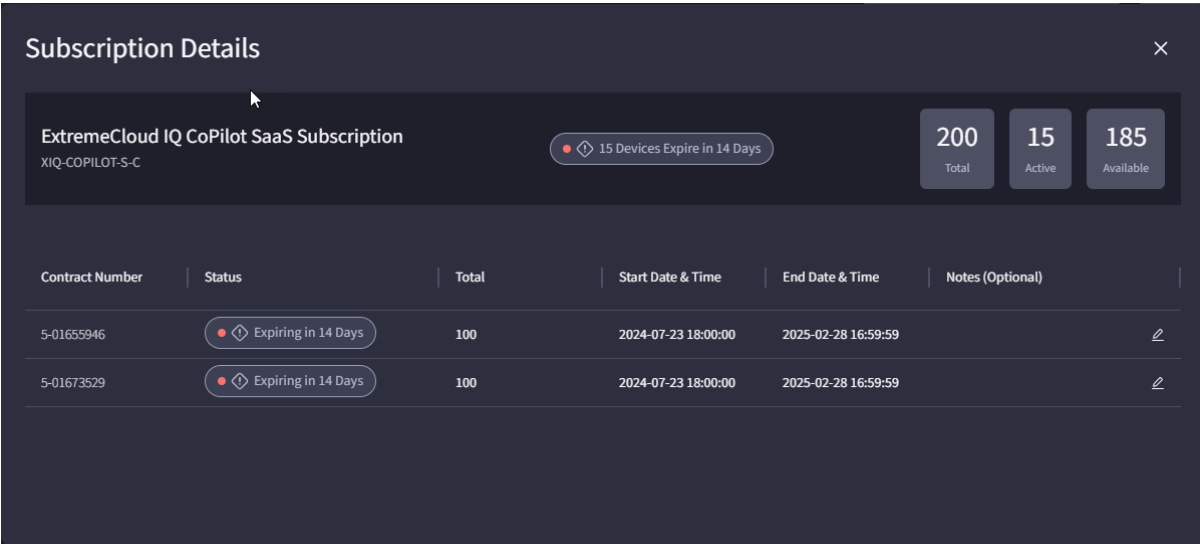 Subscription Details
ExtremeCloud IQ CoPilot SaaS Subscription
XIQ-COPILOT-S-C
15 Devices Expire in 14 Days
200
Total
15
Active
185
Available
Contract Number Status Total Start Date & Time End Date & Time Notes (Optional)
5-01655946 Expiring in 14 Days 100 2024-07-23 18:00:00 2025-02-28 16:59:59
5-01673529 Expiring in 14 Days 100 2024-07-23 18:00:00 2025-02-28 16:59:59